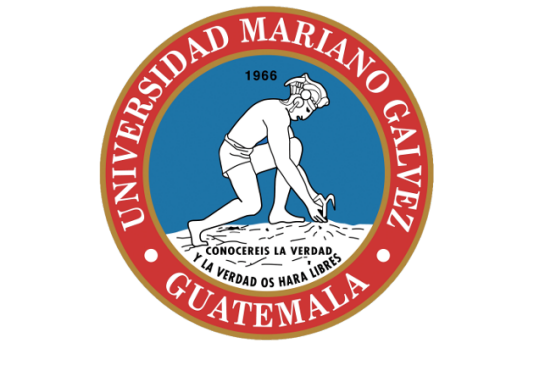 UNIVERSIDAD MARIANO GALVEZ
1966
CONOCEREIS LA VERDAD
Y LA VERDAD OS HARA LIBRES
GUATEMALA